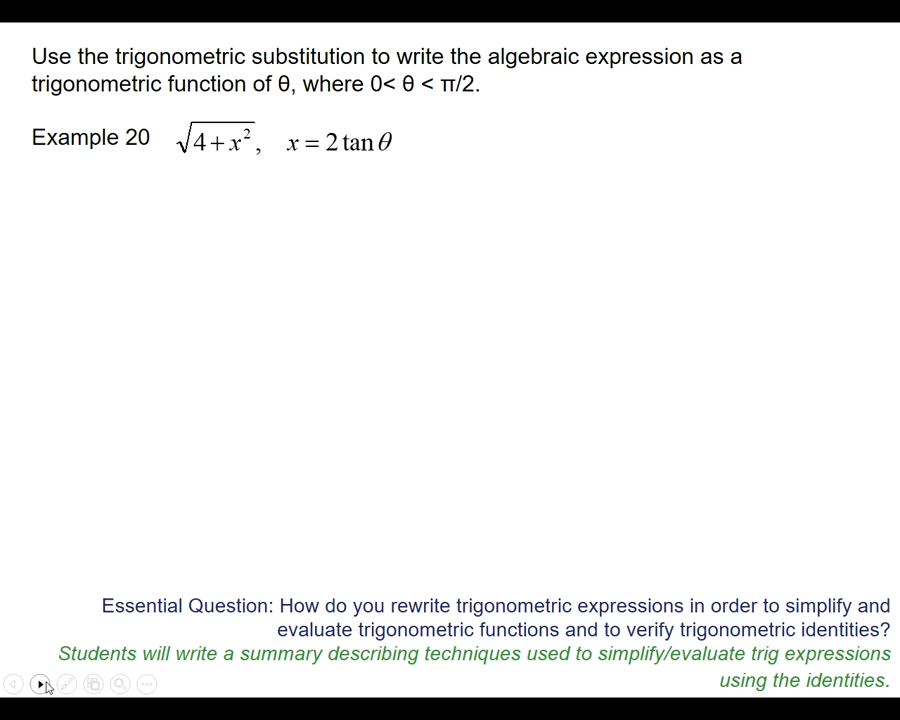 Use the trigonometric substitution to write the algebraic expression as a
trigonometric function of θ, where 0< θ < π/2.
Example 20 √4+x², x = 2 tan θ
Essential Question: How do you rewrite trigonometric expressions in order to simplify and
evaluate trigonometric functions and to verify trigonometric identities?
Students will write a summary describing techniques used to simplify/evaluate trig expressions
using the identities.